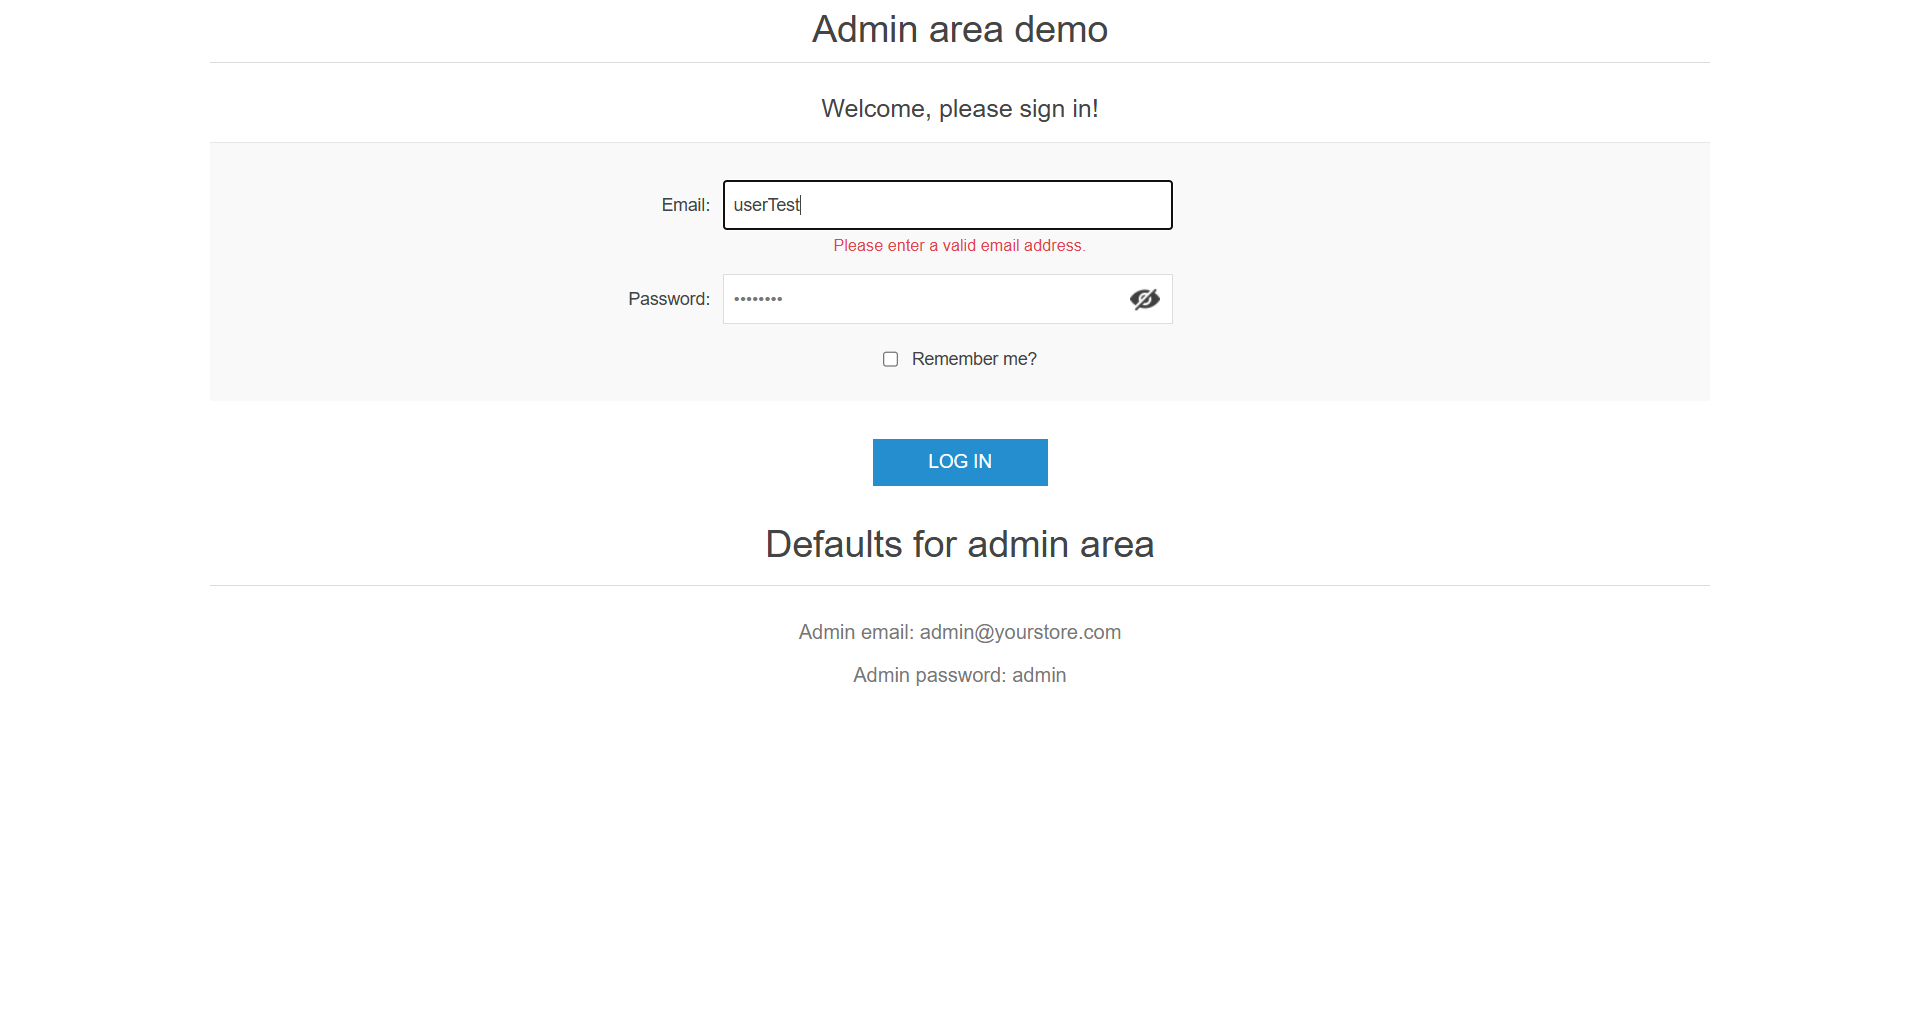 Admin area demo
Welcome, please sign in!
Email: userTest
Please enter a valid email address.
Password: ••••••••
Remember me?
LOG IN
Defaults for admin area
Admin email: admin@yourstore.com
Admin password: admin